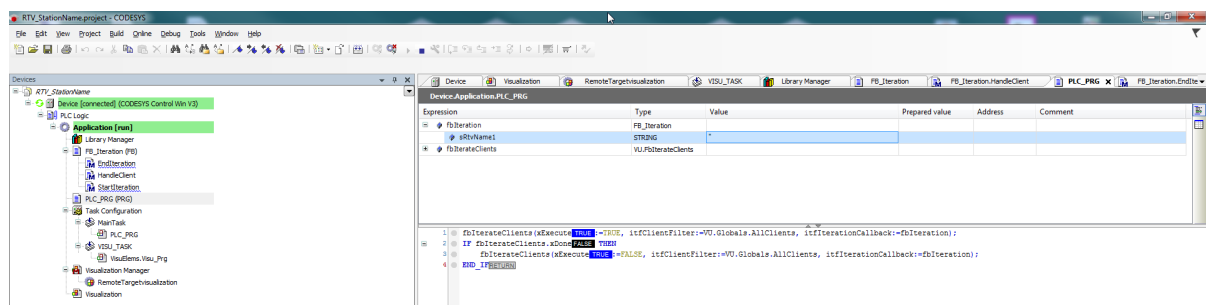 RTV_StationName.project - CODESYS
File Edit View Project Build Online Debug Tools Window Help
Devices
RTV_StationName
Device [connected] (CODESYS Control Win V3)
PLC Logic
Application [run]
Library Manager
FB_Iteration (FB)
EndIteration
HandleClient
StartIteration
PLC_PRG (PRG)
Task Configuration
MainTask
PLC_PRG
VISU_TASK
VisuElems.Visu_Prg
Visualization Manager
RemoteTargetvisualization
Visualization
Device Visualization RemoteTargetvisualization VISU_TASK Library Manager FB_Iteration FB_Iteration.HandleClient PLC_PRG X FB_Iteration.EndIte
Device.Application.PLC_PRG
Expression Type Value Prepared value Address Comment
fbIteration FB_Iteration
sRtvName1 STRING ''
fbIterateClients VU.FbIterateClients
1 fbIterateClients(xExecute TRUE :=TRUE, itfClientFilter:=VU.Globals.AllClients, itfIterationCallback:=fbIteration);
2 IF fbIterateClients.xDone FALSE THEN
3 fbIterateClients(xExecute TRUE :=FALSE, itfClientFilter:=VU.Globals.AllClients, itfIterationCallback:=fbIteration);
4 END_IF RETURN